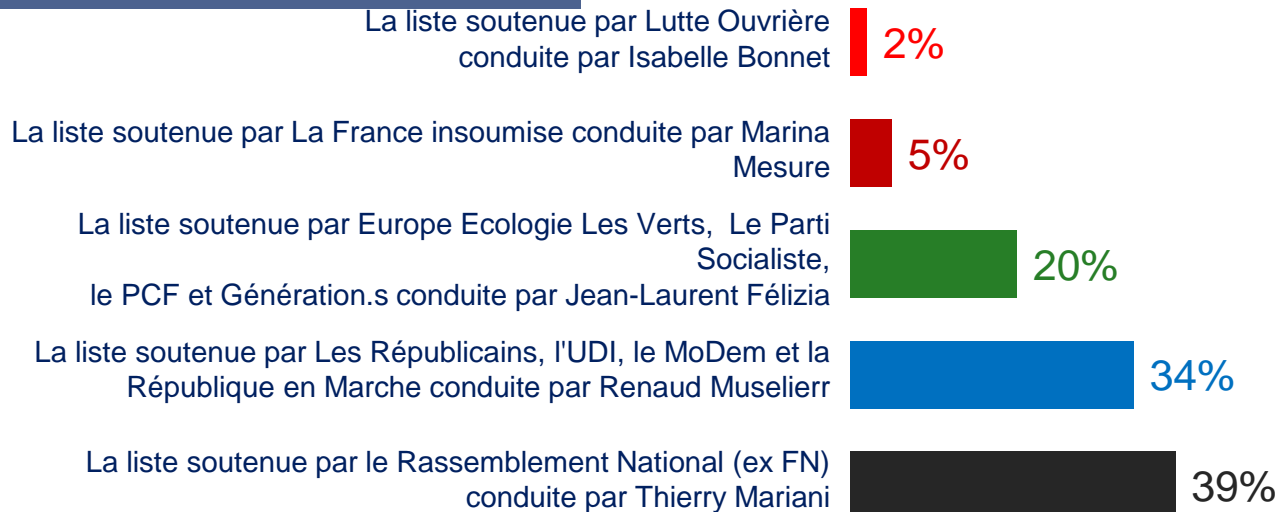 La liste soutenue par Lutte Ouvrière
conduite par Isabelle Bonnet
2%
La liste soutenue par La France insoumise conduite par Marina
Mesure
5%
La liste soutenue par Europe Ecologie Les Verts, Le Parti
Socialiste,
le PCF et Génération.s conduite par Jean-Laurent Félizia
20%
La liste soutenue par Les Républicains, l'UDI, le MoDem et la
République en Marche conduite par Renaud Muselierr
34%
La liste soutenue par le Rassemblement National (ex FN)
conduite par Thierry Mariani
39%